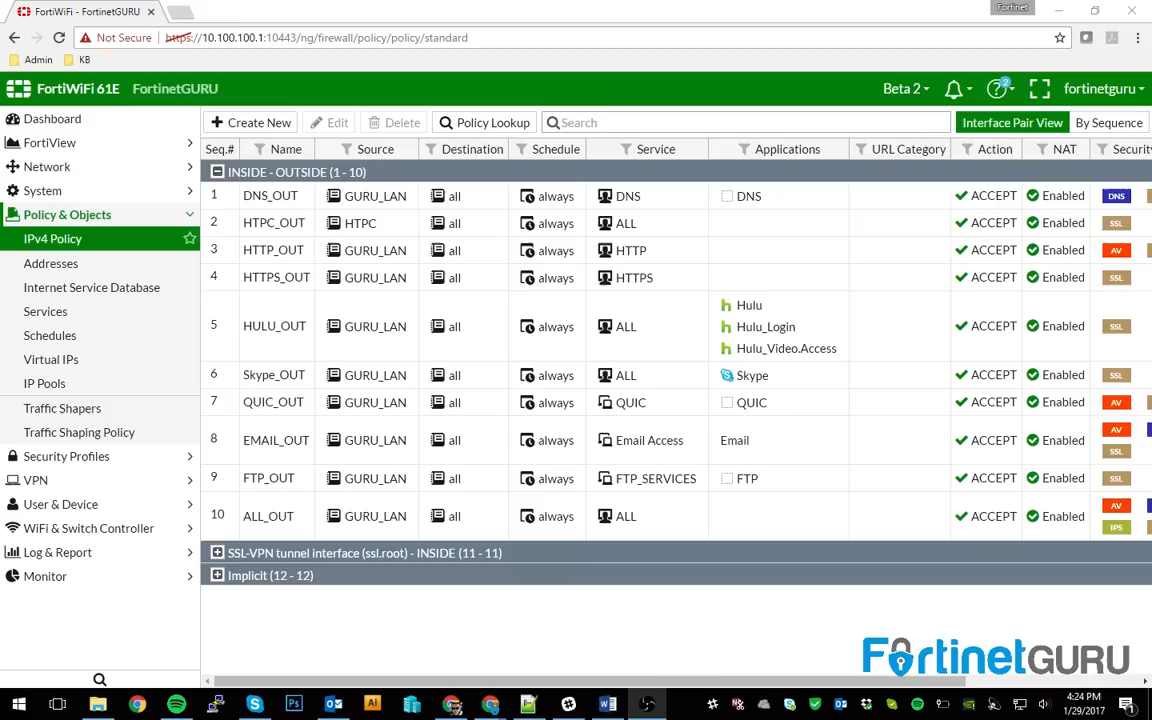 FortiWiFi - FortinetGURU
Fortinet
Not Secure
https://10.100.100.1:10443/ng/firewall/policy/policy/standard
Admin
KB
FortiWiFi 61E
FortinetGURU
Beta 2
2
fortinetguru
Dashboard
FortiView
Network
System
Policy & Objects
IPv4 Policy
Addresses
Internet Service Database
Services
Schedules
Virtual IPs
IP Pools
Traffic Shapers
Traffic Shaping Policy
Security Profiles
VPN
User & Device
WiFi & Switch Controller
Log & Report
Monitor
Create New
Edit
Delete
Policy Lookup
Search
Interface Pair View
By Sequence
Seq.# Name Source Destination Schedule Service Applications URL Category Action NAT Securit
INSIDE - OUTSIDE (1 - 10)
1 DNS_OUT GURU_LAN all always DNS DNS ACCEPT Enabled DNS
2 HTPC_OUT HTPC all always ALL ACCEPT Enabled SSL
3 HTTP_OUT GURU_LAN all always HTTP ACCEPT Enabled AV
4 HTTPS_OUT GURU_LAN all always HTTPS ACCEPT Enabled SSL
Hulu
5 HULU_OUT GURU_LAN all always ALL Hulu_Login ACCEPT Enabled SSL
Hulu_Video.Access
6 Skype_OUT GURU_LAN all always ALL Skype ACCEPT Enabled SSL
7 QUIC_OUT GURU_LAN all always QUIC QUIC ACCEPT Enabled AV
8 EMAIL_OUT GURU_LAN all always Email Access Email ACCEPT Enabled AV
SSL
9 FTP_OUT GURU_LAN all always FTP_SERVICES FTP ACCEPT Enabled SSL
10 ALL_OUT GURU_LAN all always ALL ACCEPT Enabled AV
IPS
SSL-VPN tunnel interface (ssl.root) - INSIDE (11 - 11)
Implicit (12 - 12)
FortinetGURU
4:24 PM
1/29/2017